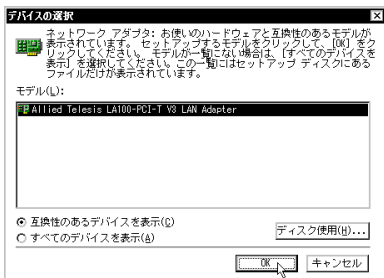 デバイスの選択
ネットワーク アダプタ: お使いのハードウェアと互換性のあるモデルが
表示されています。 セットアップするモデルをクリックして、[OK] をク
リックしてください。 モデルが一覧にない場合は、[すべてのデバイスを
表示] を選択してください。この一覧にはセットアップ ディスクにある
ファイルだけが表示されています。
モデル(L):
Allied Telesis LA100-PCI-T V3 LAN Adapter
互換性のあるデバイスを表示(C)
すべてのデバイスを表示(A)
ディスク使用(H)...
OK
キャンセル